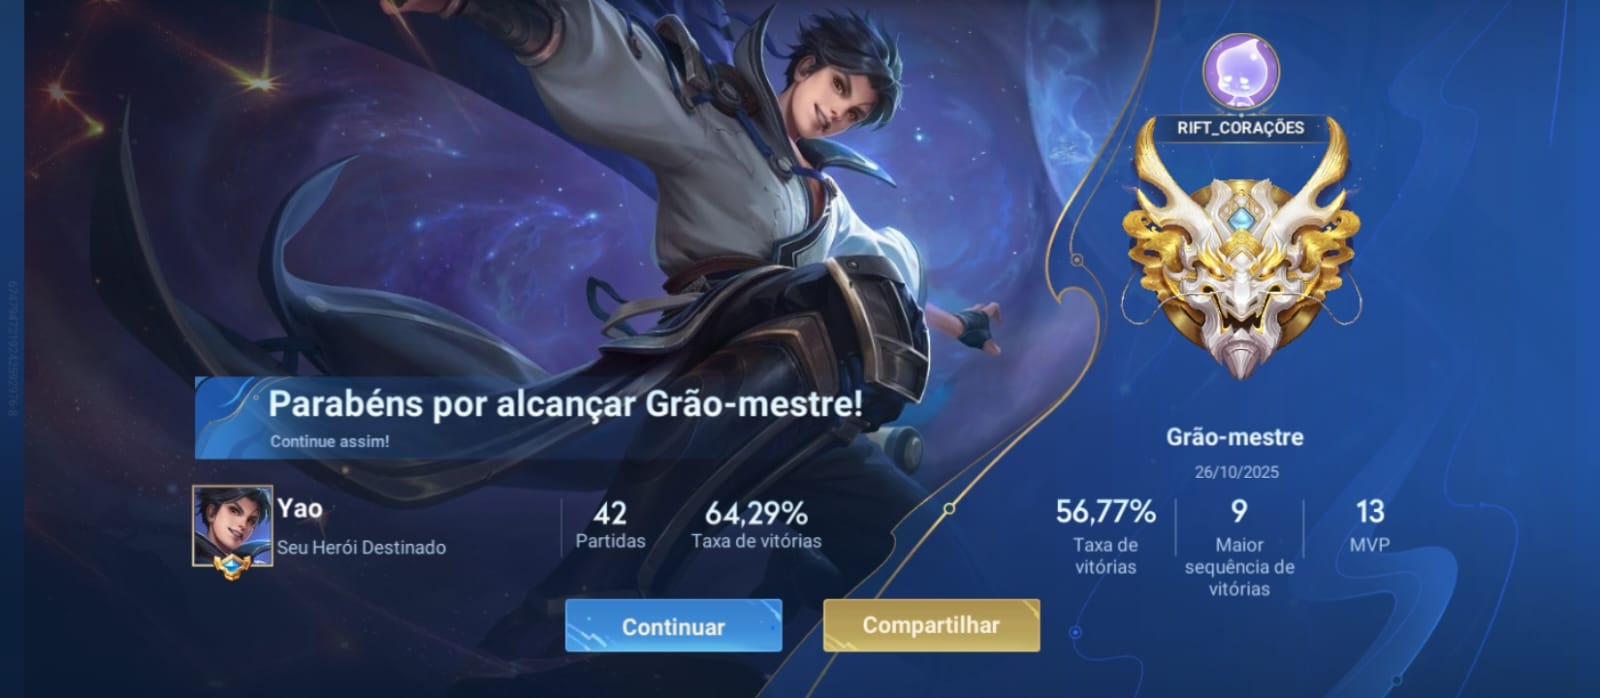 RIFT_CORAÇÕES
Parabéns por alcançar Grão-mestre!
Continue assim!
Yao
Seu Herói Destinado
42
Partidas
64,29%
Taxa de vitórias
Grão-mestre
26/10/2025
56,77%
Taxa de
vitórias
9
Maior
sequência de
vitórias
13
MVP
Continuar
Compartilhar